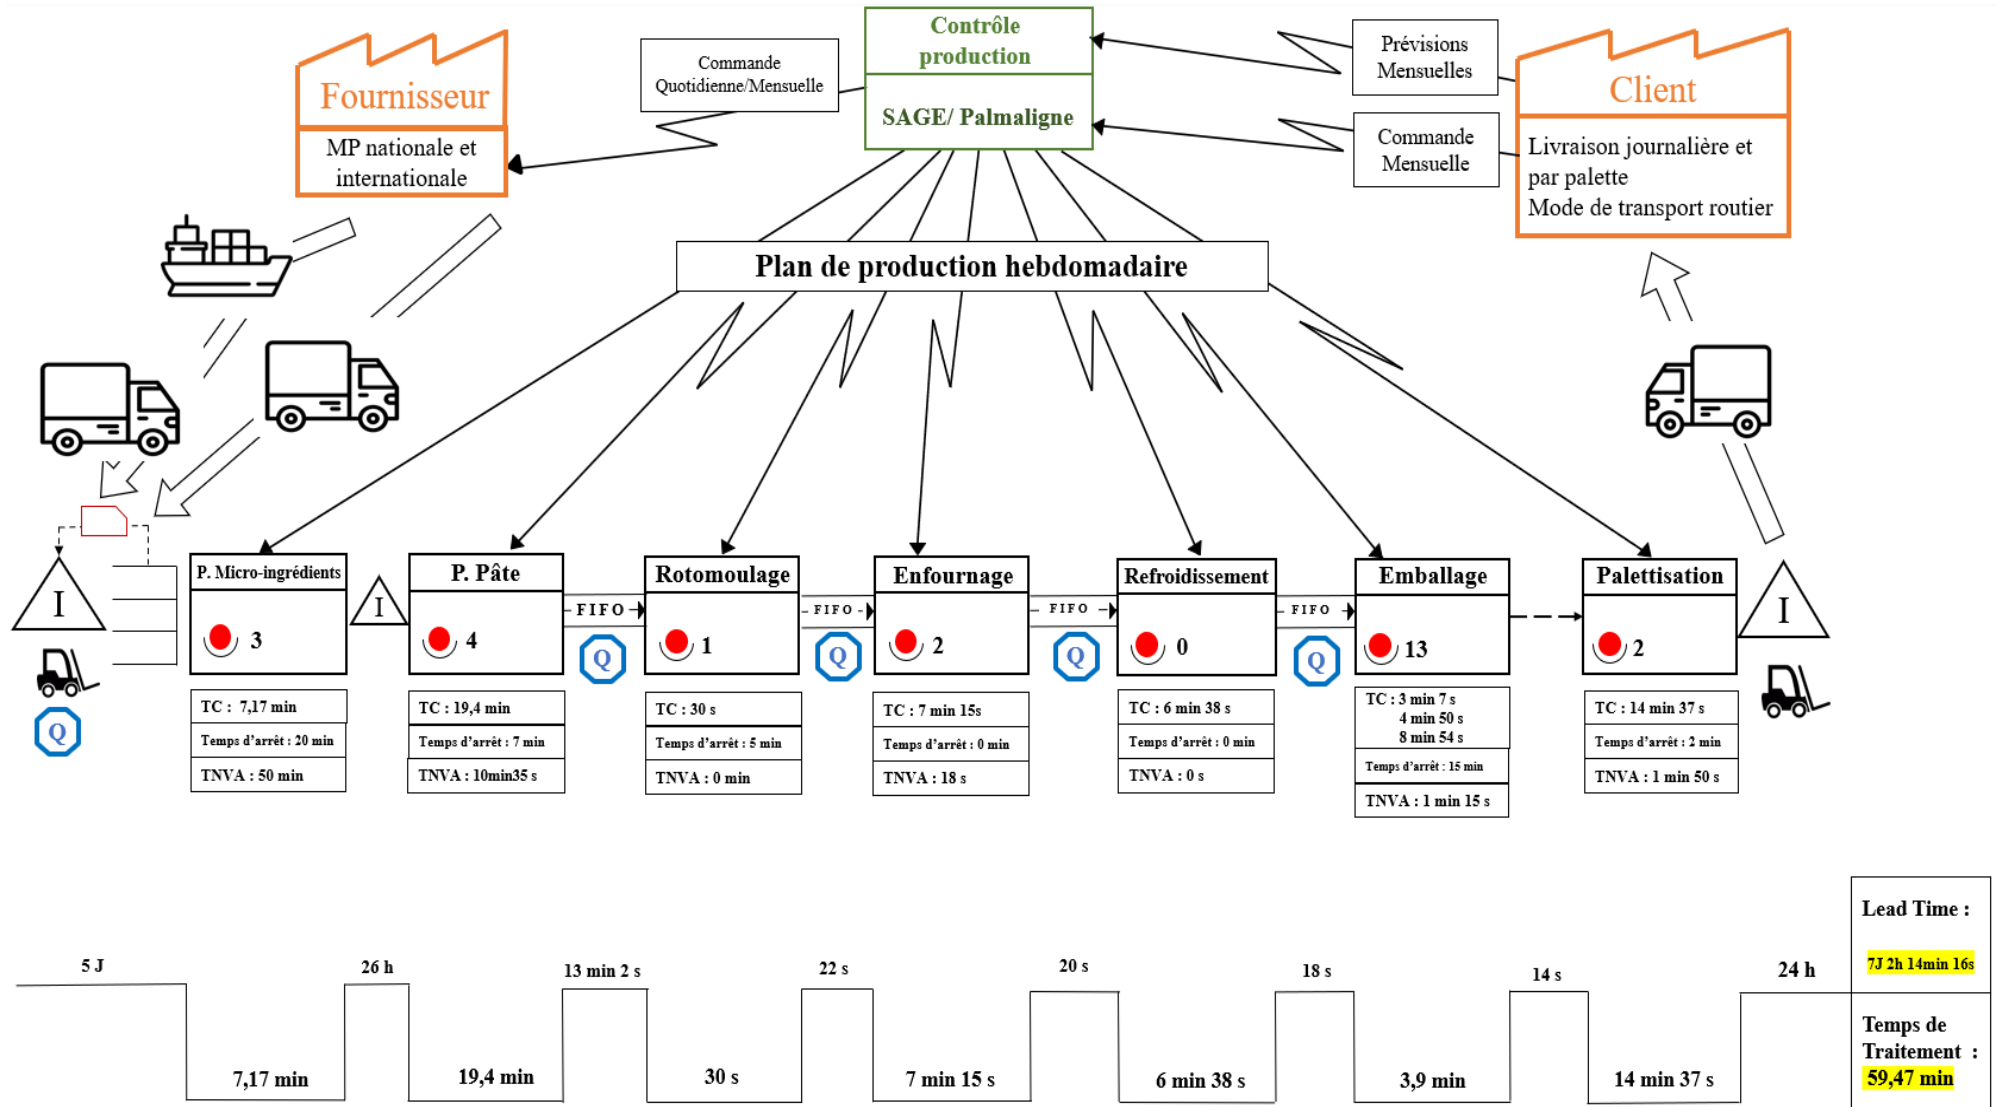 Contrôle
production
SAGE/ Palmaligne
Commande
Quotidienne/Mensuelle
Prévisions
Mensuelles
Commande
Mensuelle
Fournisseur
MP nationale et
internationale
Client
Livraison journalière et
par palette
Mode de transport routier
Plan de production hebdomadaire
I
Q
P. Micro-ingrédients
3
TC : 7,17 min
Temps d’arrêt : 20 min
TNVA : 50 min
I
P. Pâte
4
TC : 19,4 min
Temps d’arrêt : 7 min
TNVA : 10min35 s
FIFO
Q
Rotomoulage
1
TC : 30 s
Temps d’arrêt : 5 min
TNVA : 0 min
FIFO
Q
Enfournage
2
TC : 7 min 15s
Temps d’arrêt : 0 min
TNVA : 18 s
FIFO
Q
Refroidissement
0
TC : 6 min 38 s
Temps d’arrêt : 0 min
TNVA : 0 s
FIFO
Q
Emballage
13
TC : 3 min 7 s
4 min 50 s
8 min 54 s
Temps d’arrêt : 15 min
TNVA : 1 min 15 s
Palettisation
2
TC : 14 min 37 s
Temps d’arrêt : 2 min
TNVA : 1 min 50 s
I
5 J
26 h
13 min 2 s
22 s
20 s
18 s
14 s
24 h
7,17 min
19,4 min
30 s
7 min 15 s
6 min 38 s
3,9 min
14 min 37 s
Lead Time :
7J 2h 14min 16s
Temps de
Traitement :
59,47 min